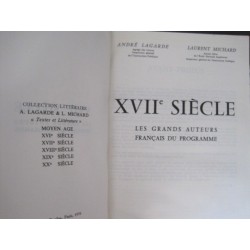 COLLECTION LITTÉRAIRE
A. LAGARDE & L. MICHARD
« Textes et Littérature »
MOYEN AGE
XVIe SIÈCLE
XVIIe SIÈCLE
XVIIIe SIÈCLE
XIXe SIÈCLE
XXe SIÈCLE
Paris,
ANDRÉ LAGARDE
LAURENT MICHARD
XVIIe SIÈCLE
LES GRANDS AUTEURS
FRANÇAIS DU PROGRAMME